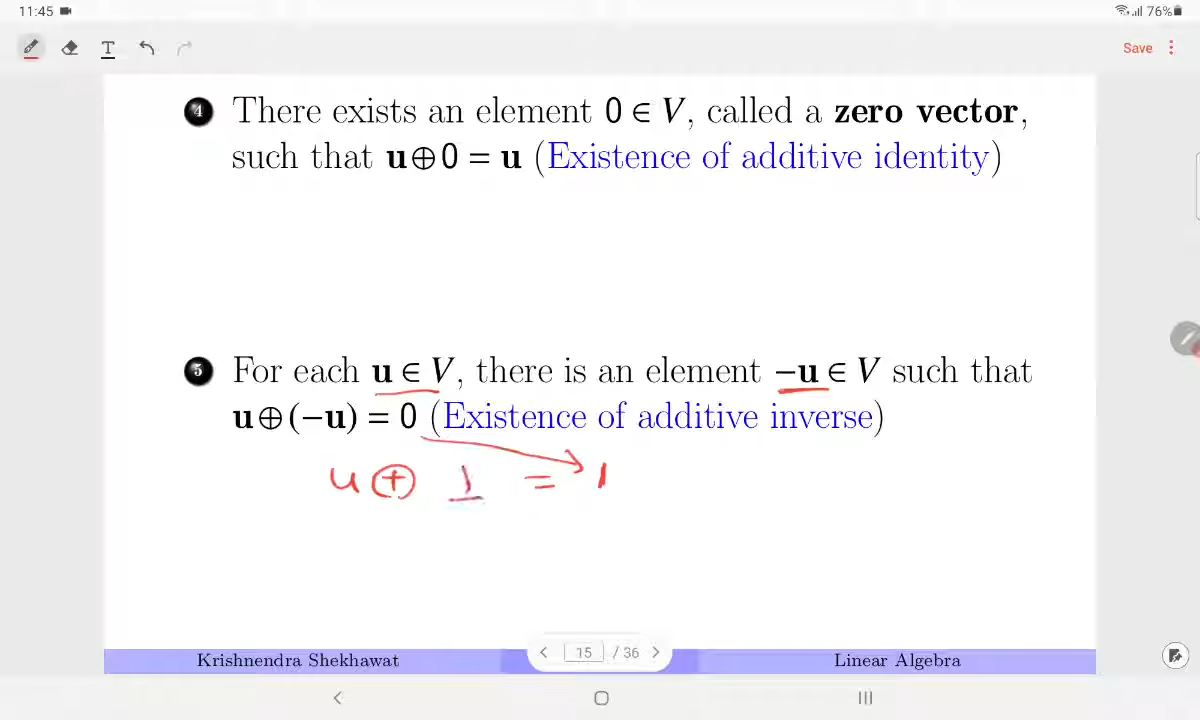 11:45 76%
T Save
4 There exists an element 0 ∈ V, called a zero vector,
such that u⊕0 = u (Existence of additive identity)
5 For each u ∈ V, there is an element −u ∈ V such that
u⊕(−u) = 0 (Existence of additive inverse)
u ⊕ 1 = 1
Krishnendra Shekhawat 15 / 36 Linear Algebra